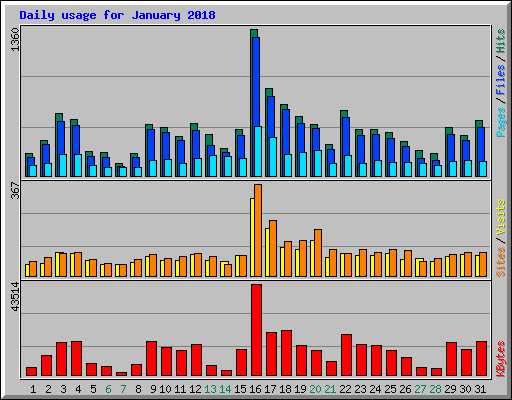 Daily usage for January 2018
1360
Pages / Files / Hits
367
Sites / Visits
43514
KBytes
1 2 3 4 5 6 7 8 9 10 11 12 13 14 15 16 17 18 19 20 21 22 23 24 25 26 27 28 29 30 31